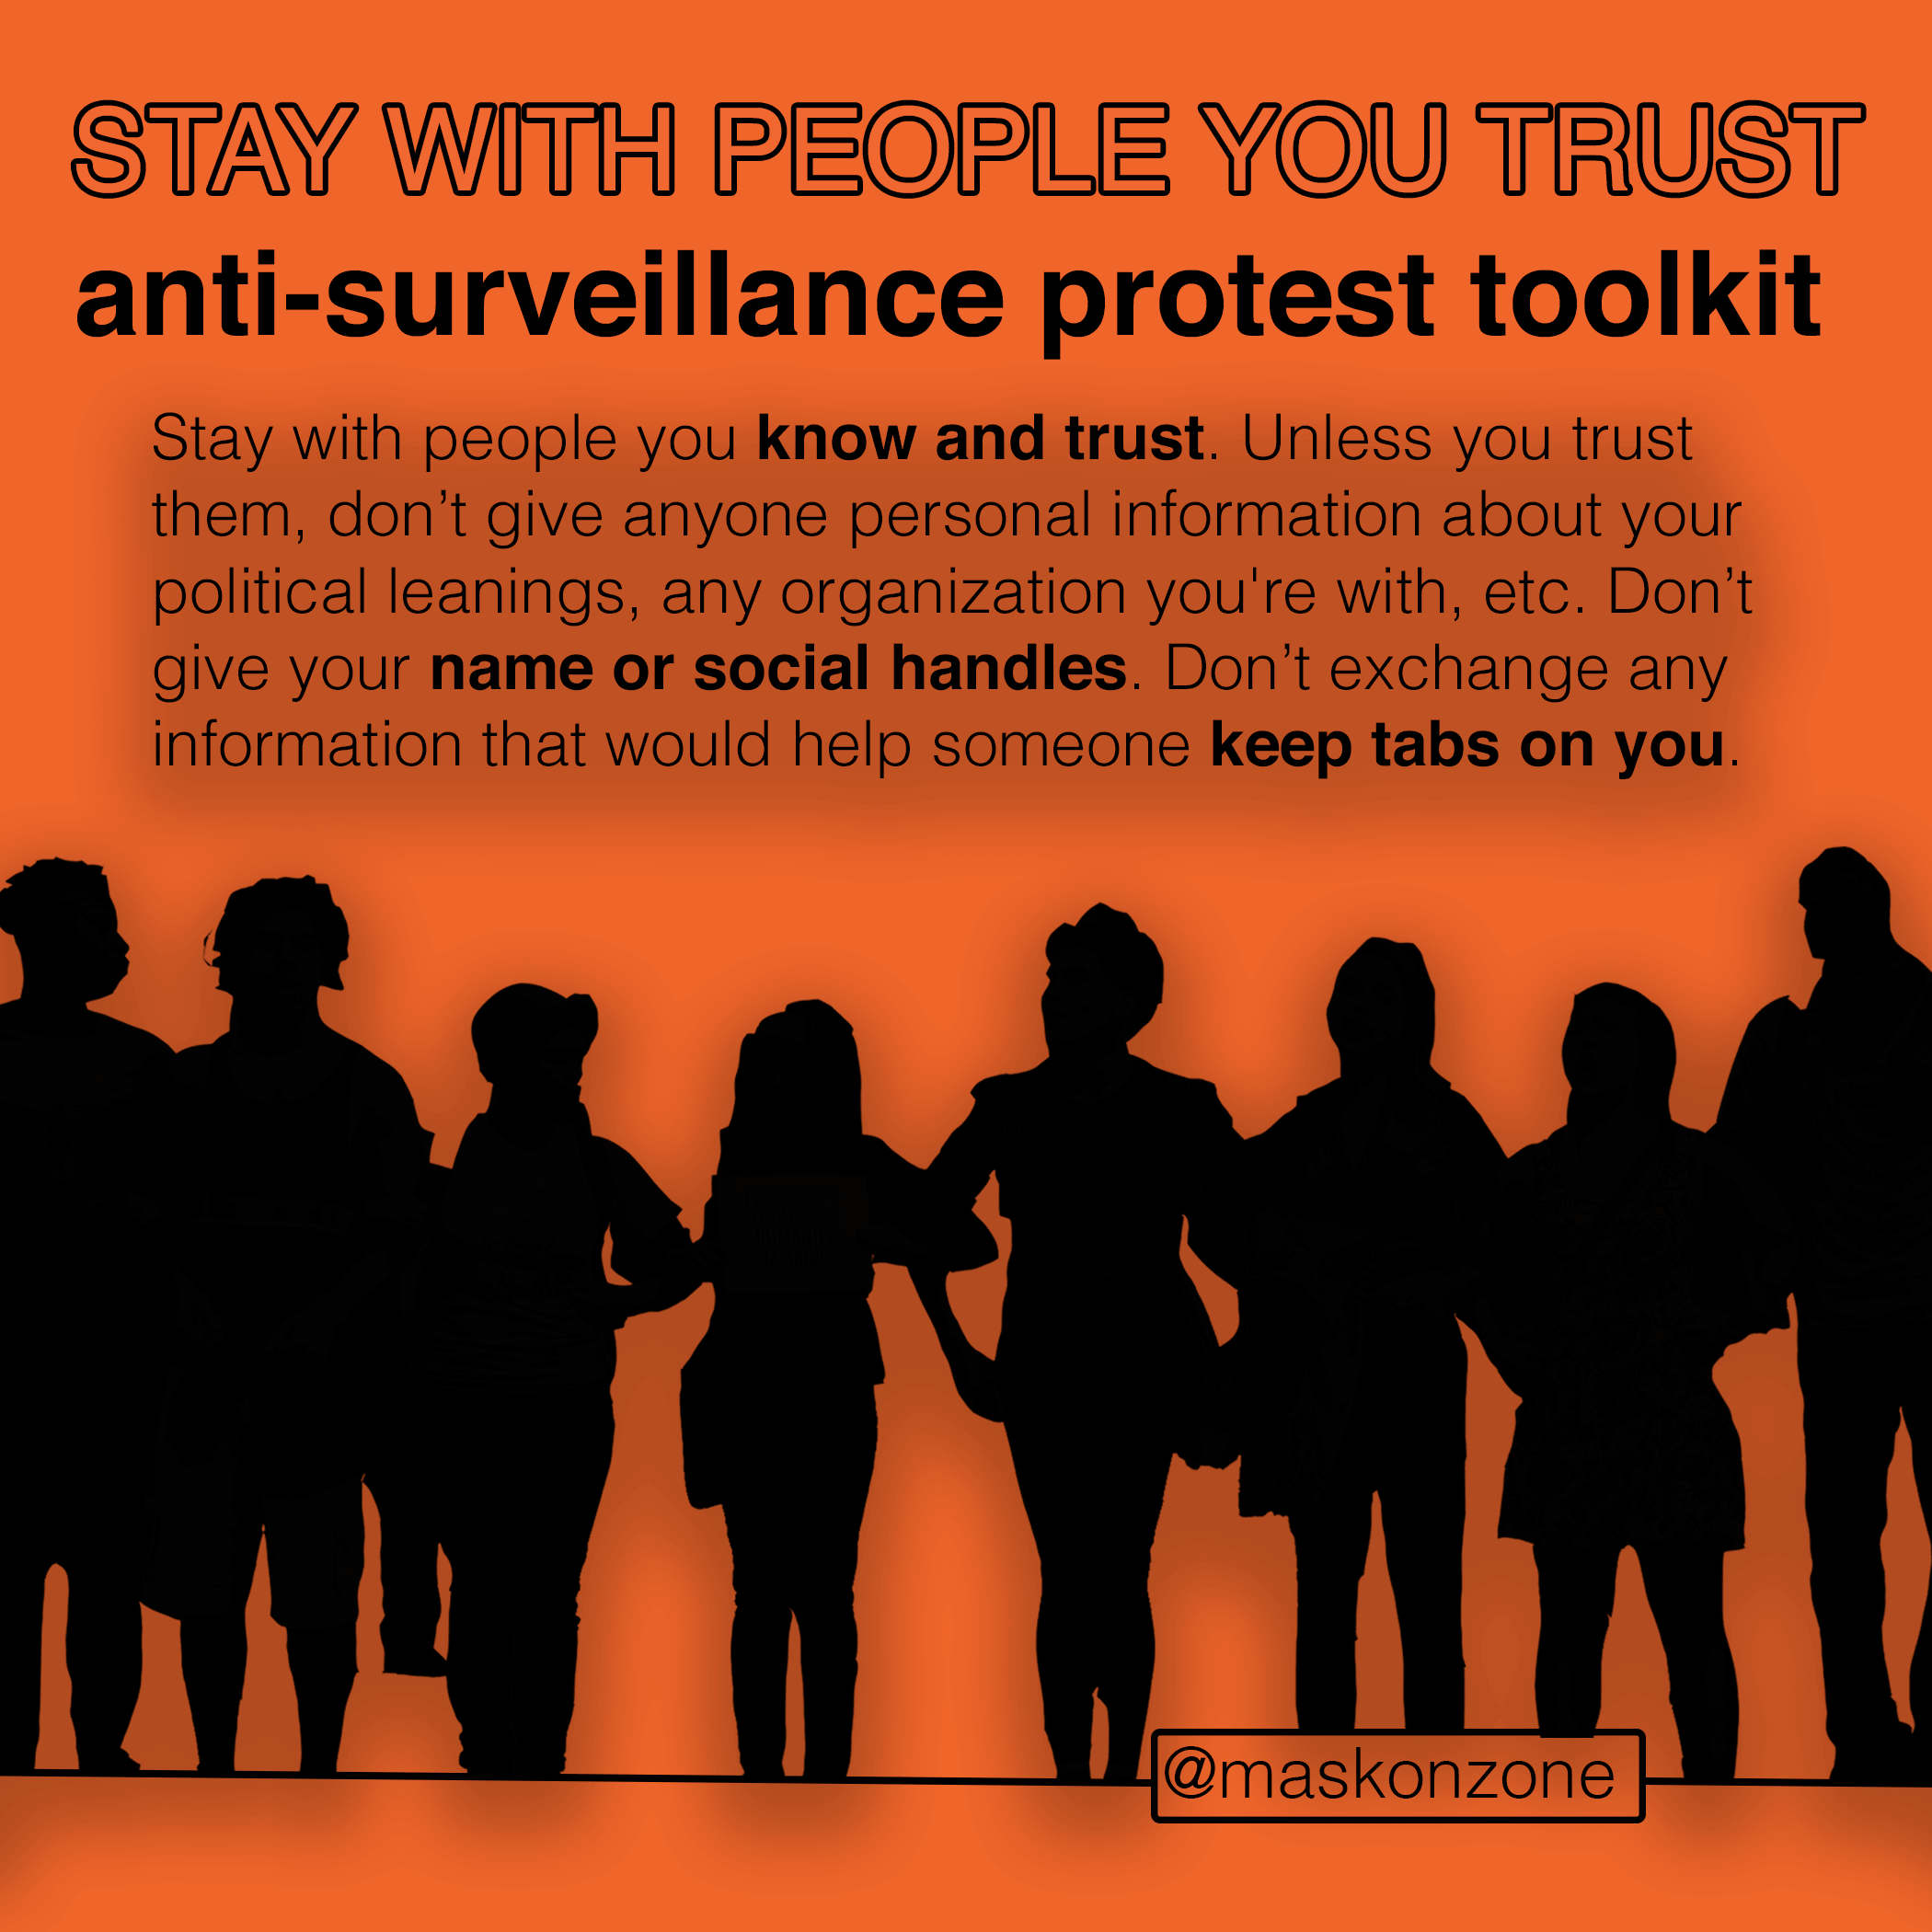 STAY WITH PEOPLE YOU TRUST
anti-surveillance protest toolkit
Stay with people you know and trust. Unless you trust
them, don’t give anyone personal information about your
political leanings, any organization you're with, etc. Don’t
give your name or social handles. Don’t exchange any
information that would help someone keep tabs on you.
@maskonzone